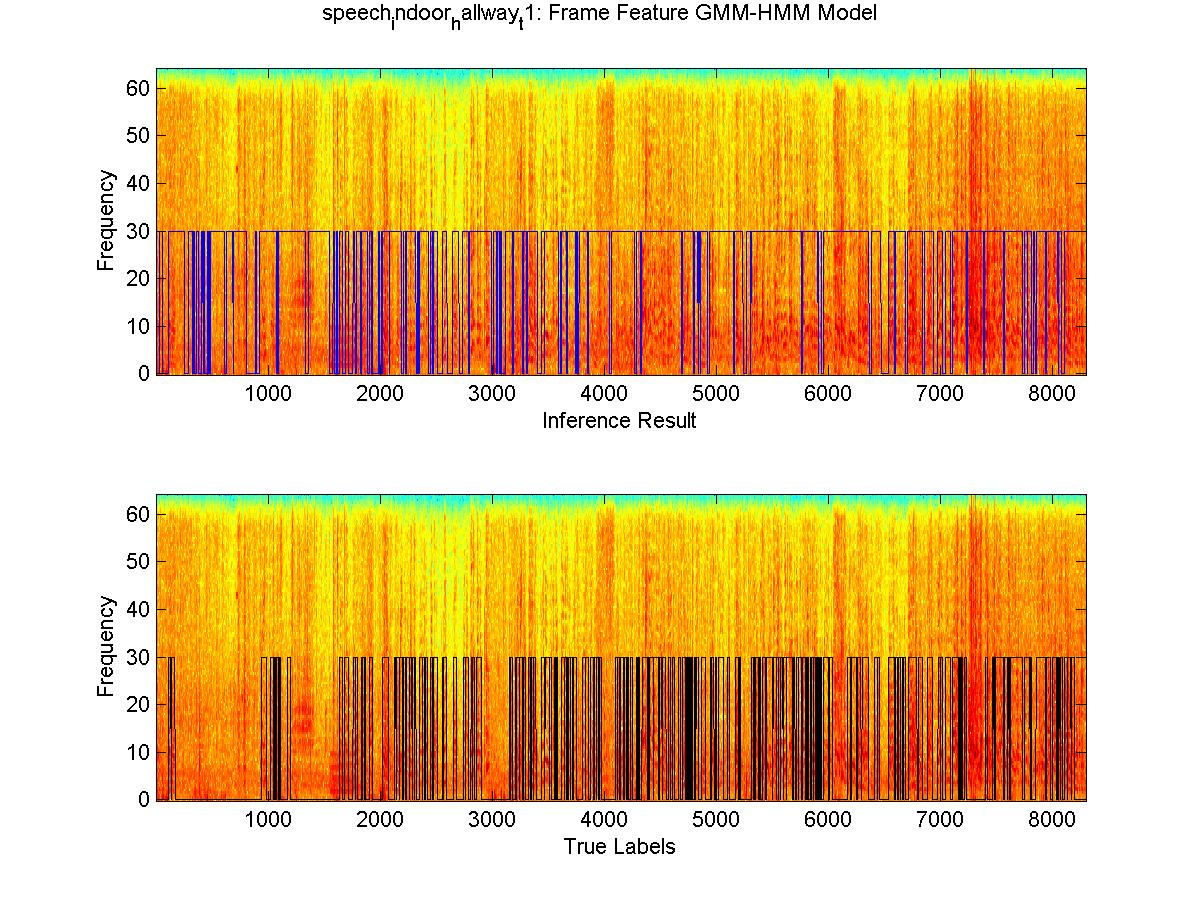 speech_indoor_hallway_t1: Frame Feature GMM-HMM Model
60
50
40
30
20
10
0
Frequency
1000 2000 3000 4000 5000 6000 7000 8000
Inference Result
60
50
40
30
20
10
0
Frequency
1000 2000 3000 4000 5000 6000 7000 8000
True Labels